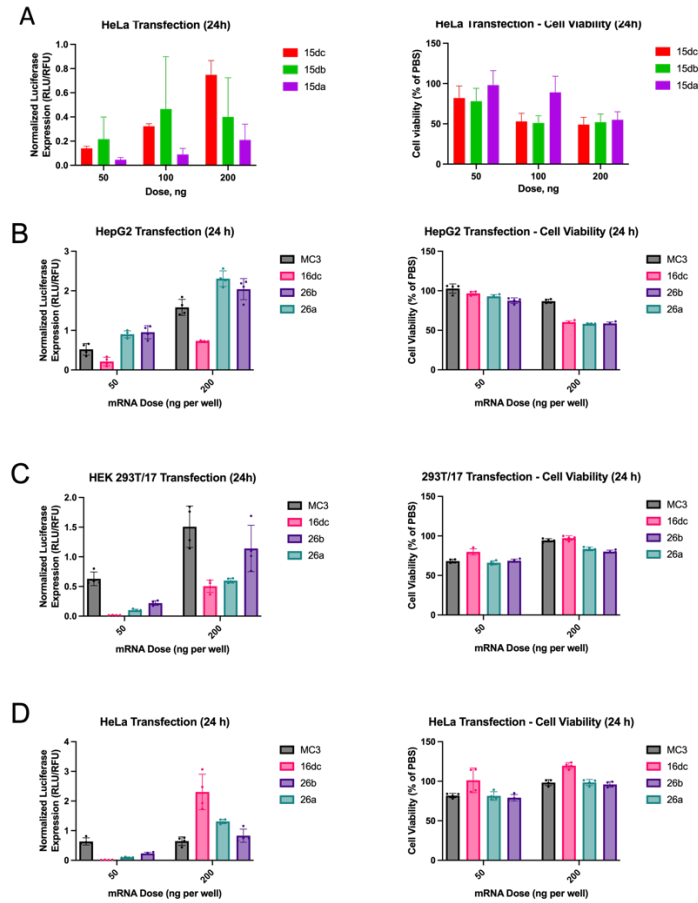 A
HeLa Transfection (24h)
Normalized Luciferase
Expression (RLU/RFU)
1.0
0.8
0.6
0.4
0.2
0.0
50
100
200
Dose, ng
15dc
15db
15da
HeLa Transfection - Cell Viability (24h)
Cell viability (% of PBS)
150
100
50
0
50
100
200
Dose, ng
15dc
15db
15da
B
HepG2 Transfection (24 h)
Normalized Luciferase
Expression (RLU/RFU)
3
2
1
0
50
200
mRNA Dose (ng per well)
MC3
16dc
26a
26b
HepG2 Transfection - Cell Viability (24 h)
Cell Viability (% of PBS)
150
100
50
0
50
200
mRNA Dose (ng per well)
MC3
16dc
26a
26b
C
HEK 293T/17 Transfection (24h)
Normalized Luciferase
Expression (RLU/RFU)
2.0
1.5
1.0
0.5
0.0
50
200
mRNA Dose (ng per well)
MC3
16dc
26a
26b
293T/17 Transfection - Cell Viability (24 h)
Cell Viability (% of PBS)
150
100
50
0
50
200
mRNA Dose (ng per well)
MC3
16dc
26b
26a
D
HeLa Transfection (24 h)
Normalized Luciferase
Expression (RLU/RFU)
4
3
2
1
0
50
200
mRNA Dose (ng per well)
MC3
16dc
26a
26b
HeLa Transfection - Cell Viability (24 h)
Cell Viability (% of PBS)
150
100
50
0
50
200
mRNA Dose (ng per well)
MC3
16dc
26b
26a